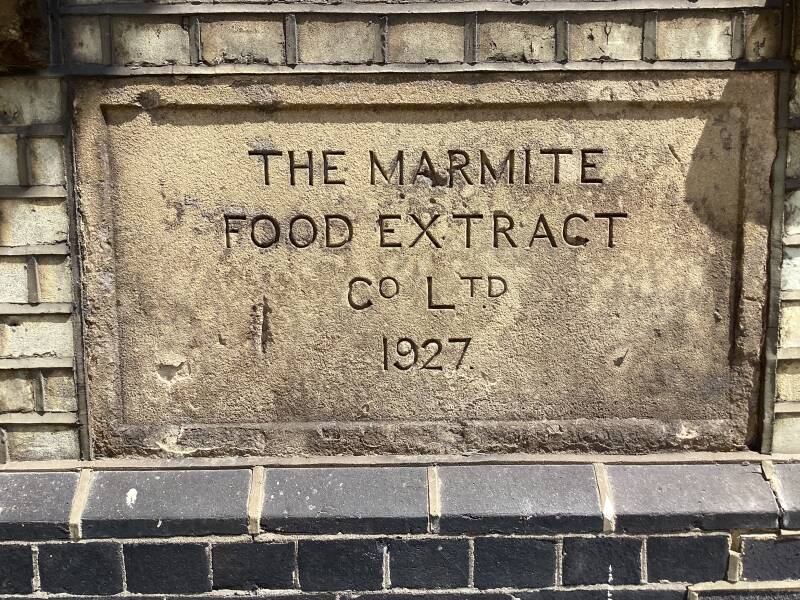 THE MARMITE
FOOD EXTRACT
CO LTD
1927.